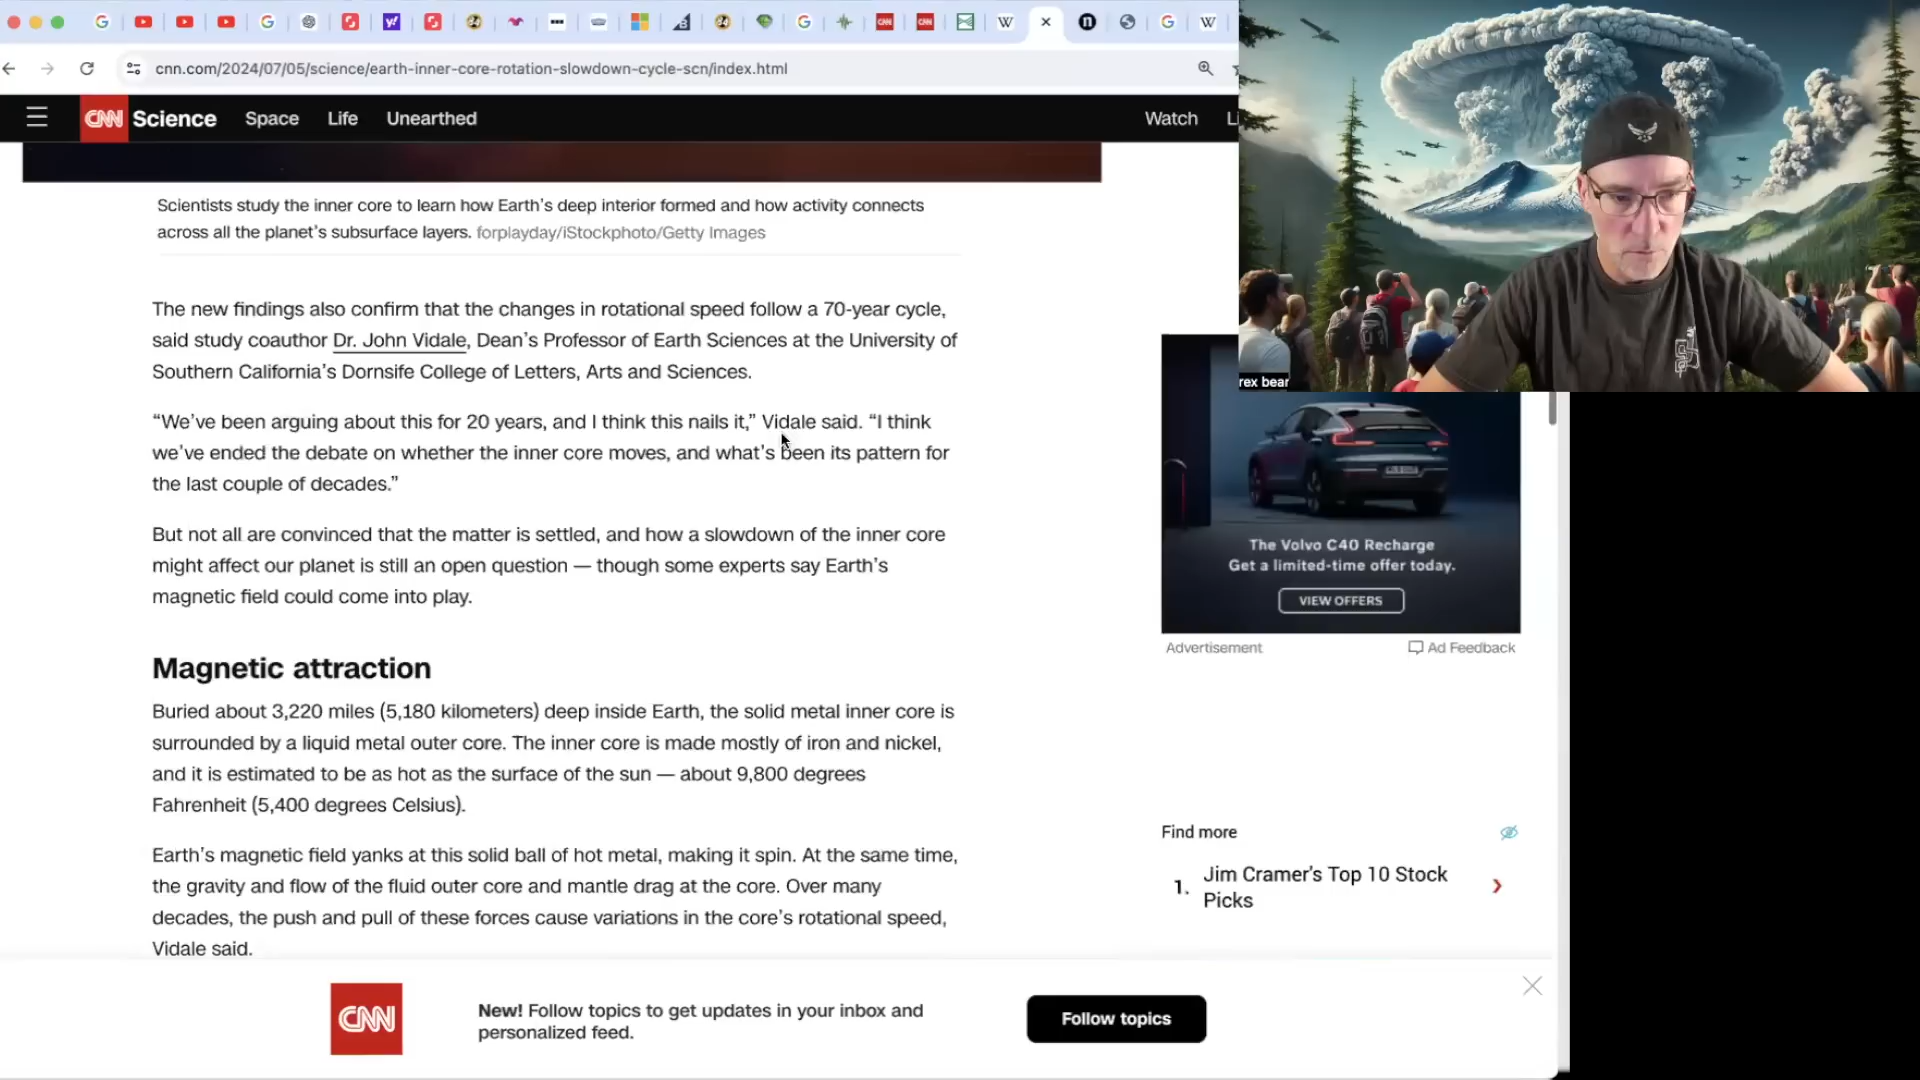 cnn.com/2024/07/05/science/earth-inner-core-rotation-slowdown-cycle-scn/index.html
CNN Science Space Life Unearthed Watch
Scientists study the inner core to learn how Earth's deep interior formed and how activity connects
across all the planet's subsurface layers. forplayday/iStockphoto/Getty Images
The new findings also confirm that the changes in rotational speed follow a 70-year cycle,
said study coauthor Dr. John Vidale, Dean's Professor of Earth Sciences at the University of
Southern California's Dornsife College of Letters, Arts and Sciences.
“We've been arguing about this for 20 years, and I think this nails it,” Vidale said. “I think
we've ended the debate on whether the inner core moves, and what's been its pattern for
the last couple of decades.”
But not all are convinced that the matter is settled, and how a slowdown of the inner core
might affect our planet is still an open question — though some experts say Earth's
magnetic field could come into play.
Magnetic attraction
Buried about 3,220 miles (5,180 kilometers) deep inside Earth, the solid metal inner core is
surrounded by a liquid metal outer core. The inner core is made mostly of iron and nickel,
and it is estimated to be as hot as the surface of the sun — about 9,800 degrees
Fahrenheit (5,400 degrees Celsius).
Earth's magnetic field yanks at this solid ball of hot metal, making it spin. At the same time,
the gravity and flow of the fluid outer core and mantle drag at the core. Over many
decades, the push and pull of these forces cause variations in the core's rotational speed,
Vidale said.
rex bear
The Volvo C40 Recharge
Get a limited-time offer today.
VIEW OFFERS
Advertisement
Ad Feedback
Find more
1. Jim Cramer's Top 10 Stock
Picks
CNN
New! Follow topics to get updates in your inbox and
personalized feed.
Follow topics